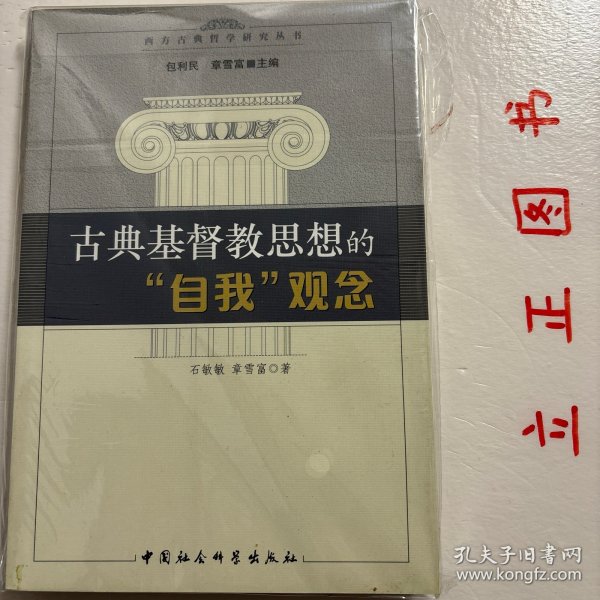 西方古典哲学研究丛书
包利民 章雪富■主编
古典基督教思想的
“自我”观念
石敏敏 章雪富◎著
中国社会科学出版社
立正图书
孔夫子旧书网
www.kongfz.com